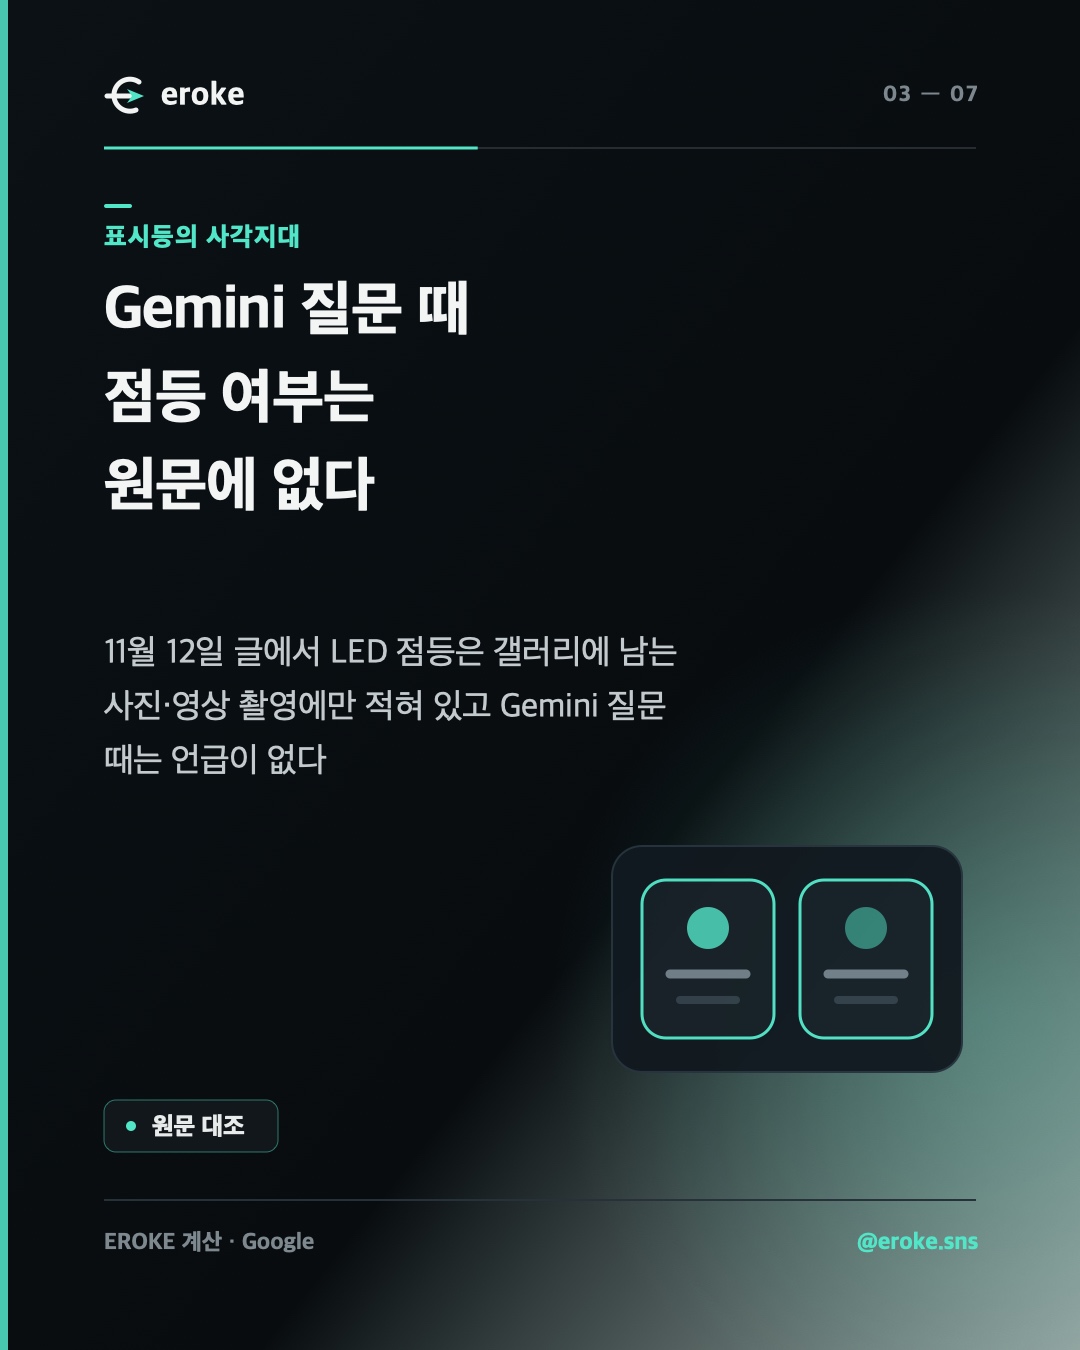 eroke
03 — 07
표시등의 사각지대
Gemini 질문 때
점등 여부는
원문에 없다
11월 12일 글에서 LED 점등은 갤러리에 남는
사진·영상 촬영에만 적혀 있고 Gemini 질문
때는 언급이 없다
원문 대조
EROKE 계산 · Google
@eroke.sns